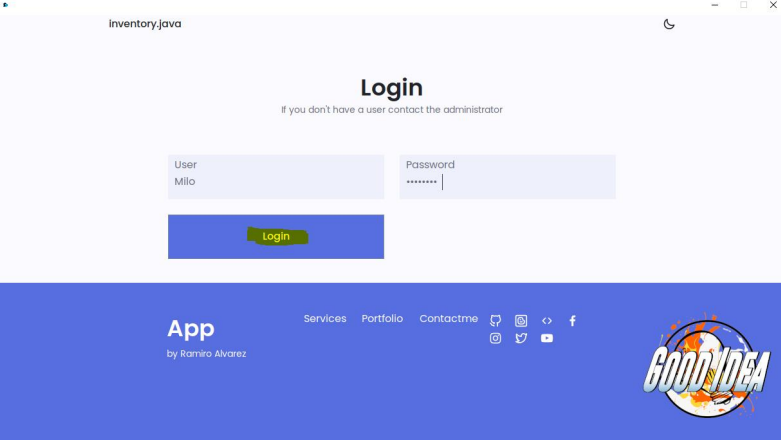 inventory.java
Login
If you don't have a user contact the administrator
User
Milo
Password
••••••••
Login
App
by Ramiro Alvarez
Services Portfolio Contactme
GOOD IDEA